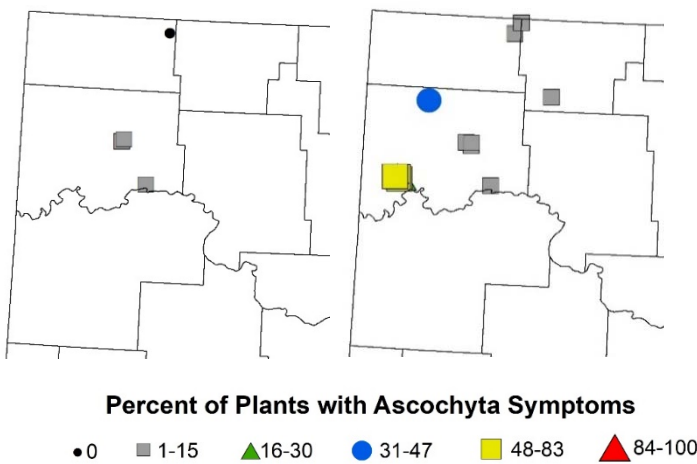 Percent of Plants with Ascochyta Symptoms
0 1-15 16-30 31-47 48-83 84-100